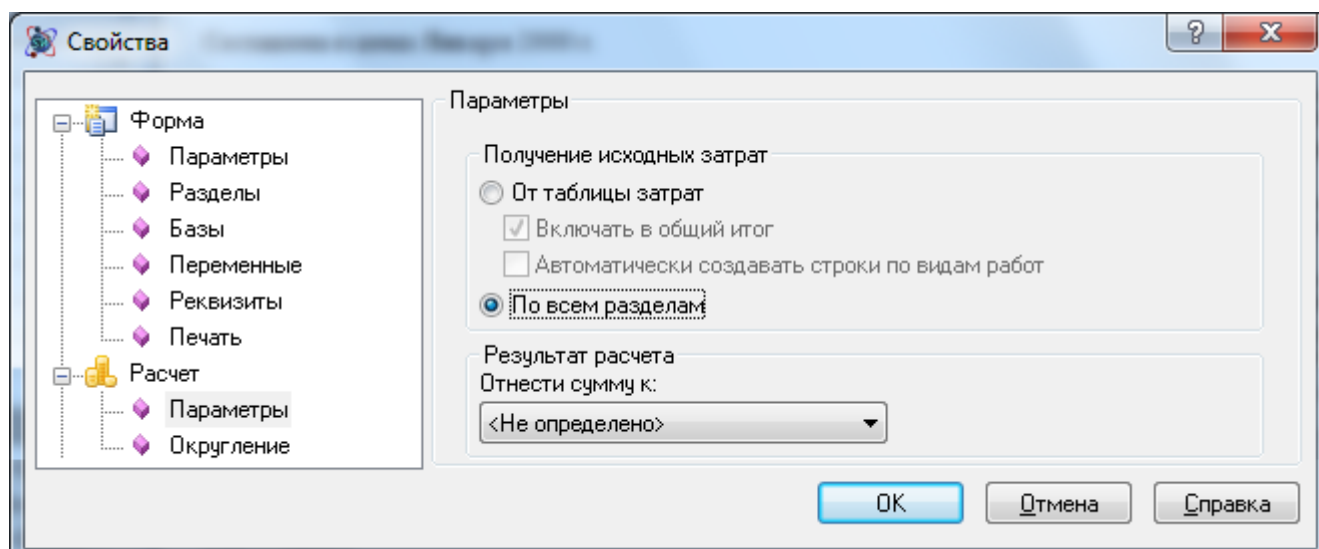 Свойства
Форма
Параметры
Разделы
Базы
Переменные
Реквизиты
Печать
Расчет
Параметры
Округление
Параметры
Получение исходных затрат
От таблицы затрат
Включать в общий итог
Автоматически создавать строки по видам работ
По всем разделам
Результат расчета
Отнести сумму к:
<Не определено>
OK
Отмена
Справка